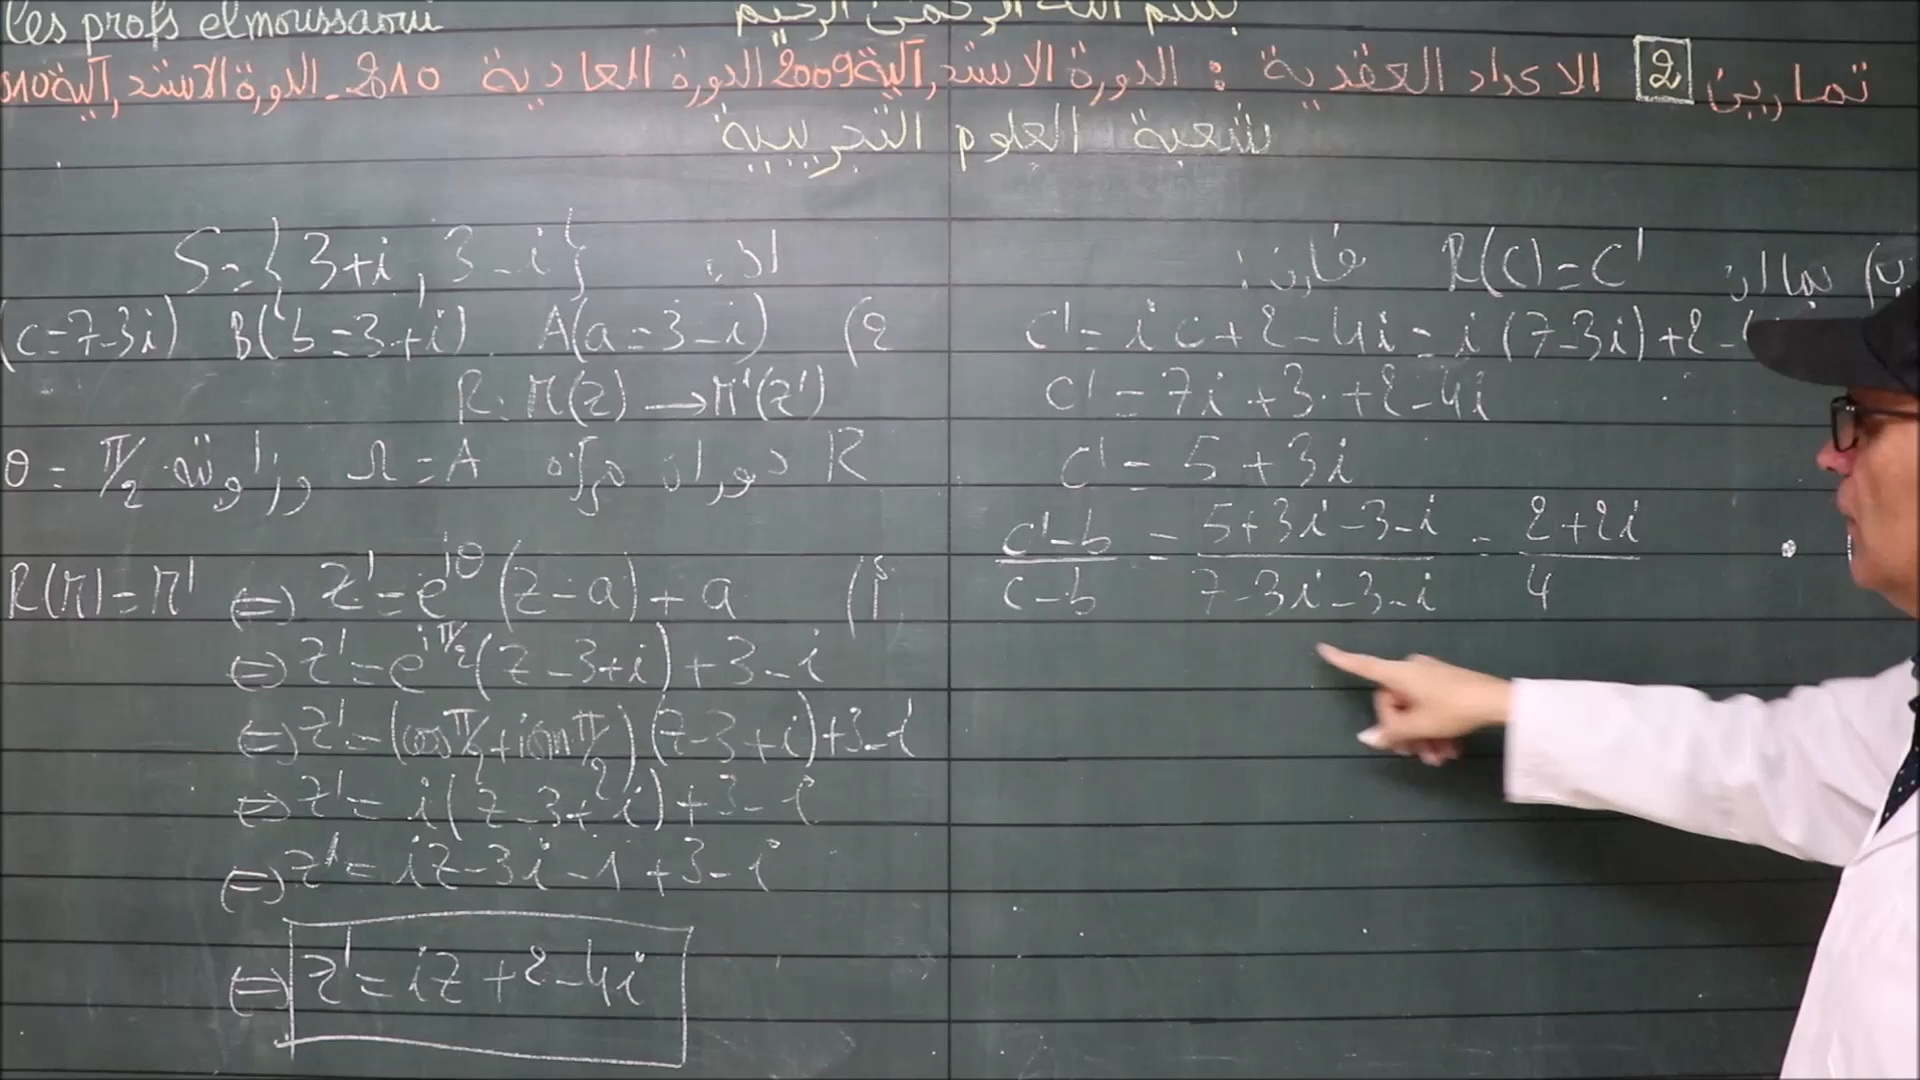 les profs elmoussaoui
بسم الله الرحمن الرحيم
تمارين 2 الاعداد العقدية : الدورة الاستدراكية 2009 الدورة العادية 2010 - الدورة الاستدراكية 010
شعبة العلوم التجريبية
اذن S = {3+i , 3-i}
2) A(a=3-i) B(b=3+i) (c=7-3i)
R: M(z) → M'(z')
R دوران مركزه Ω=A وزاويته θ = π/2
أ) R(M)=M' ⇔ z' = e^{iθ}(z-a)+a
⇔ z' = e^{iπ/2}(z-3+i)+3-i
⇔ z' = (cos π/2 + i sin π/2)(z-3+i)+3-i
⇔ z' = i(z-3+i)+3-i
⇔ z' = iz-3i-1+3-i
⇔ z' = iz+2-4i
ب) بما ان R(C)=C' فان :
c' = ic+2-4i = i(7-3i)+2-
c' = 7i+3+2-4i
c' = 5+3i
(c'-b)/(c-b) = (5+3i-3-i)/(7-3i-3-i) = (2+2i)/4